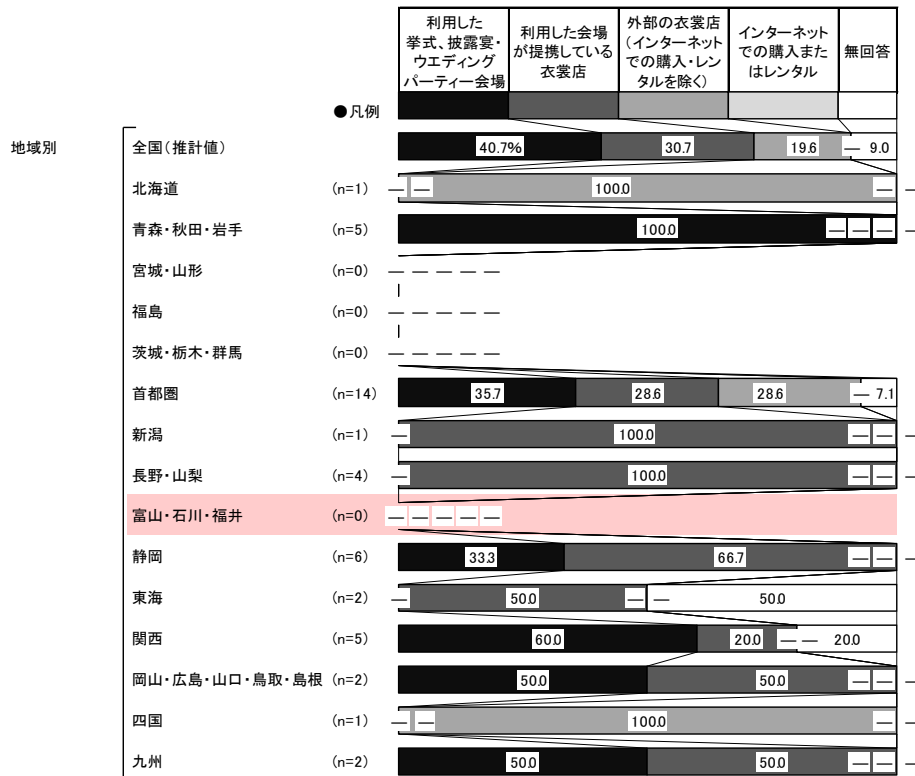 利用した
挙式、披露宴・
ウエディング
パーティー会場
利用した会場
が提携している
衣裳店
外部の衣裳店
(インターネット
での購入・レン
タルを除く)
インターネット
での購入また
はレンタル
無回答
●凡例
地域別
全国(推計値) 40.7% 30.7 19.6 — 9.0
北海道 (n=1) — — 100.0 — —
青森・秋田・岩手 (n=5) 100.0 — — — —
宮城・山形 (n=0) — — — — —
福島 (n=0) — — — — —
茨城・栃木・群馬 (n=0) — — — — —
首都圏 (n=14) 35.7 28.6 28.6 — 7.1
新潟 (n=1) — 100.0 — — —
長野・山梨 (n=4) — 100.0 — — —
富山・石川・福井 (n=0) — — — — —
静岡 (n=6) 33.3 66.7 — — —
東海 (n=2) — 50.0 — — 50.0
関西 (n=5) 60.0 20.0 — — 20.0
岡山・広島・山口・鳥取・島根 (n=2) 50.0 50.0 — — —
四国 (n=1) — — 100.0 — —
九州 (n=2) 50.0 50.0 — — —